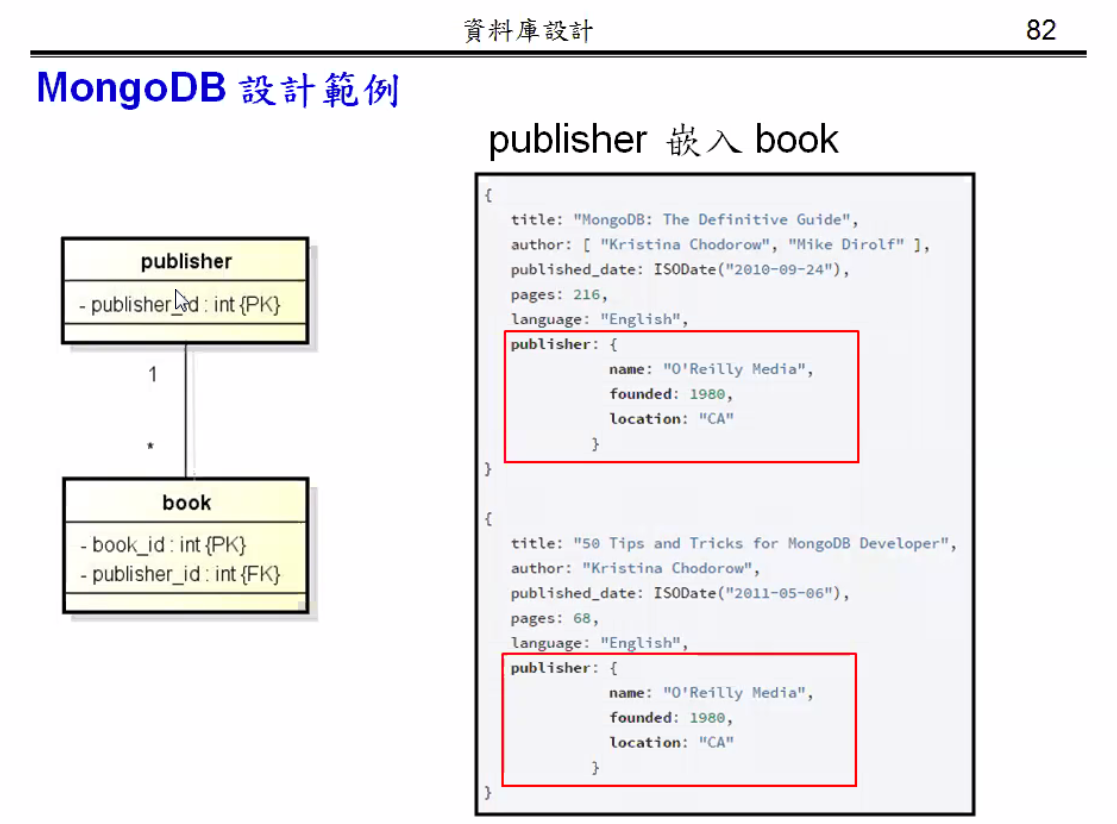 資料庫設計
82
MongoDB 設計範例
publisher 嵌入 book
publisher
- publisher_id : int {PK}
1
*
book
- book_id : int {PK}
- publisher_id : int {FK}
{
title: "MongoDB: The Definitive Guide",
author: [ "Kristina Chodorow", "Mike Dirolf" ],
published_date: ISODate("2010-09-24"),
pages: 216,
language: "English",
publisher: {
name: "O'Reilly Media",
founded: 1980,
location: "CA"
}
}
{
title: "50 Tips and Tricks for MongoDB Developer",
author: "Kristina Chodorow",
published_date: ISODate("2011-05-06"),
pages: 68,
language: "English",
publisher: {
name: "O'Reilly Media",
founded: 1980,
location: "CA"
}
}